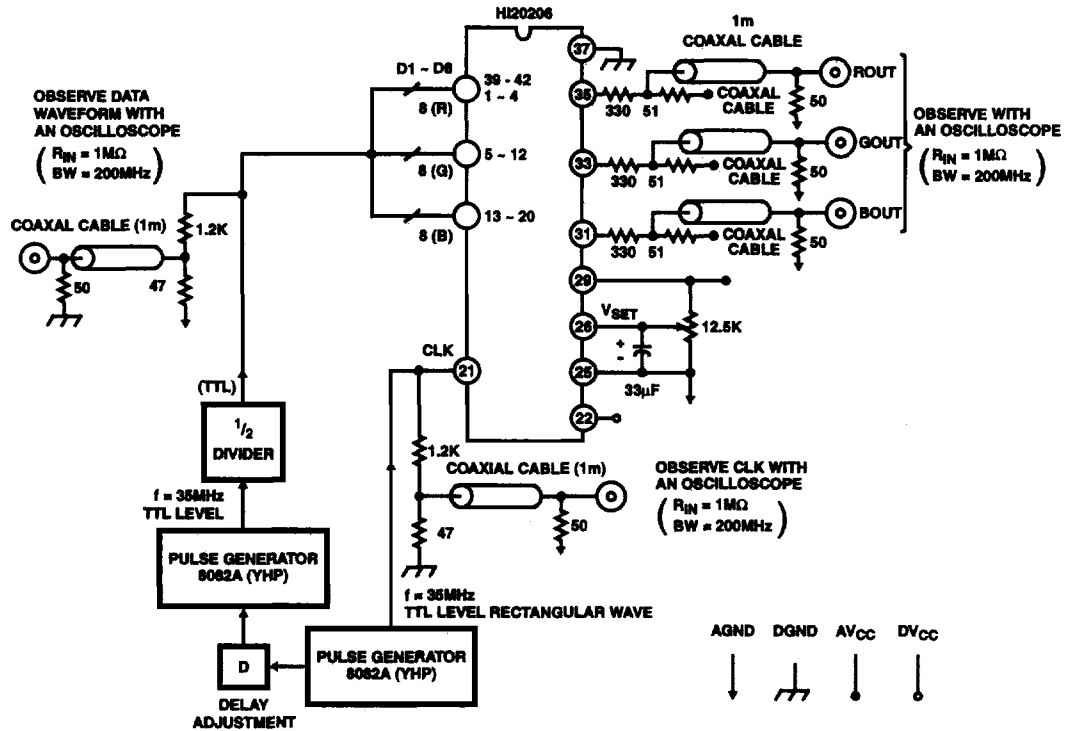 HI20206
1m
COAXAL CABLE
37
D1 ~ D8
39 - 42
1 ~ 4
8 (R)
35
330
51
COAXAL
CABLE
50
ROUT
OBSERVE DATA
WAVEFORM WITH
AN OSCILLOSCOPE
( RIN = 1MΩ
BW = 200MHz )
5 ~ 12
8 (G)
33
330
51
COAXAL
CABLE
50
GOUT
OBSERVE WITH
AN OSCILLOSCOPE
( RIN = 1MΩ
BW = 200MHz )
13 ~ 20
8 (B)
31
330
51
COAXAL
CABLE
50
BOUT
COAXAL CABLE (1m)
1.2K
50
47
29
VSET
26
12.5K
+
-
33µF
25
22
CLK
21
(TTL)
1/2
DIVIDER
1.2K
COAXIAL CABLE (1m)
47
50
OBSERVE CLK WITH
AN OSCILLOSCOPE
( RIN = 1MΩ
BW = 200MHz )
f = 35MHz
TTL LEVEL
PULSE GENERATOR
8082A (YHP)
f = 35MHz
TTL LEVEL RECTANGULAR WAVE
D
DELAY
ADJUSTMENT
PULSE GENERATOR
8082A (YHP)
AGND DGND AVCC DVCC